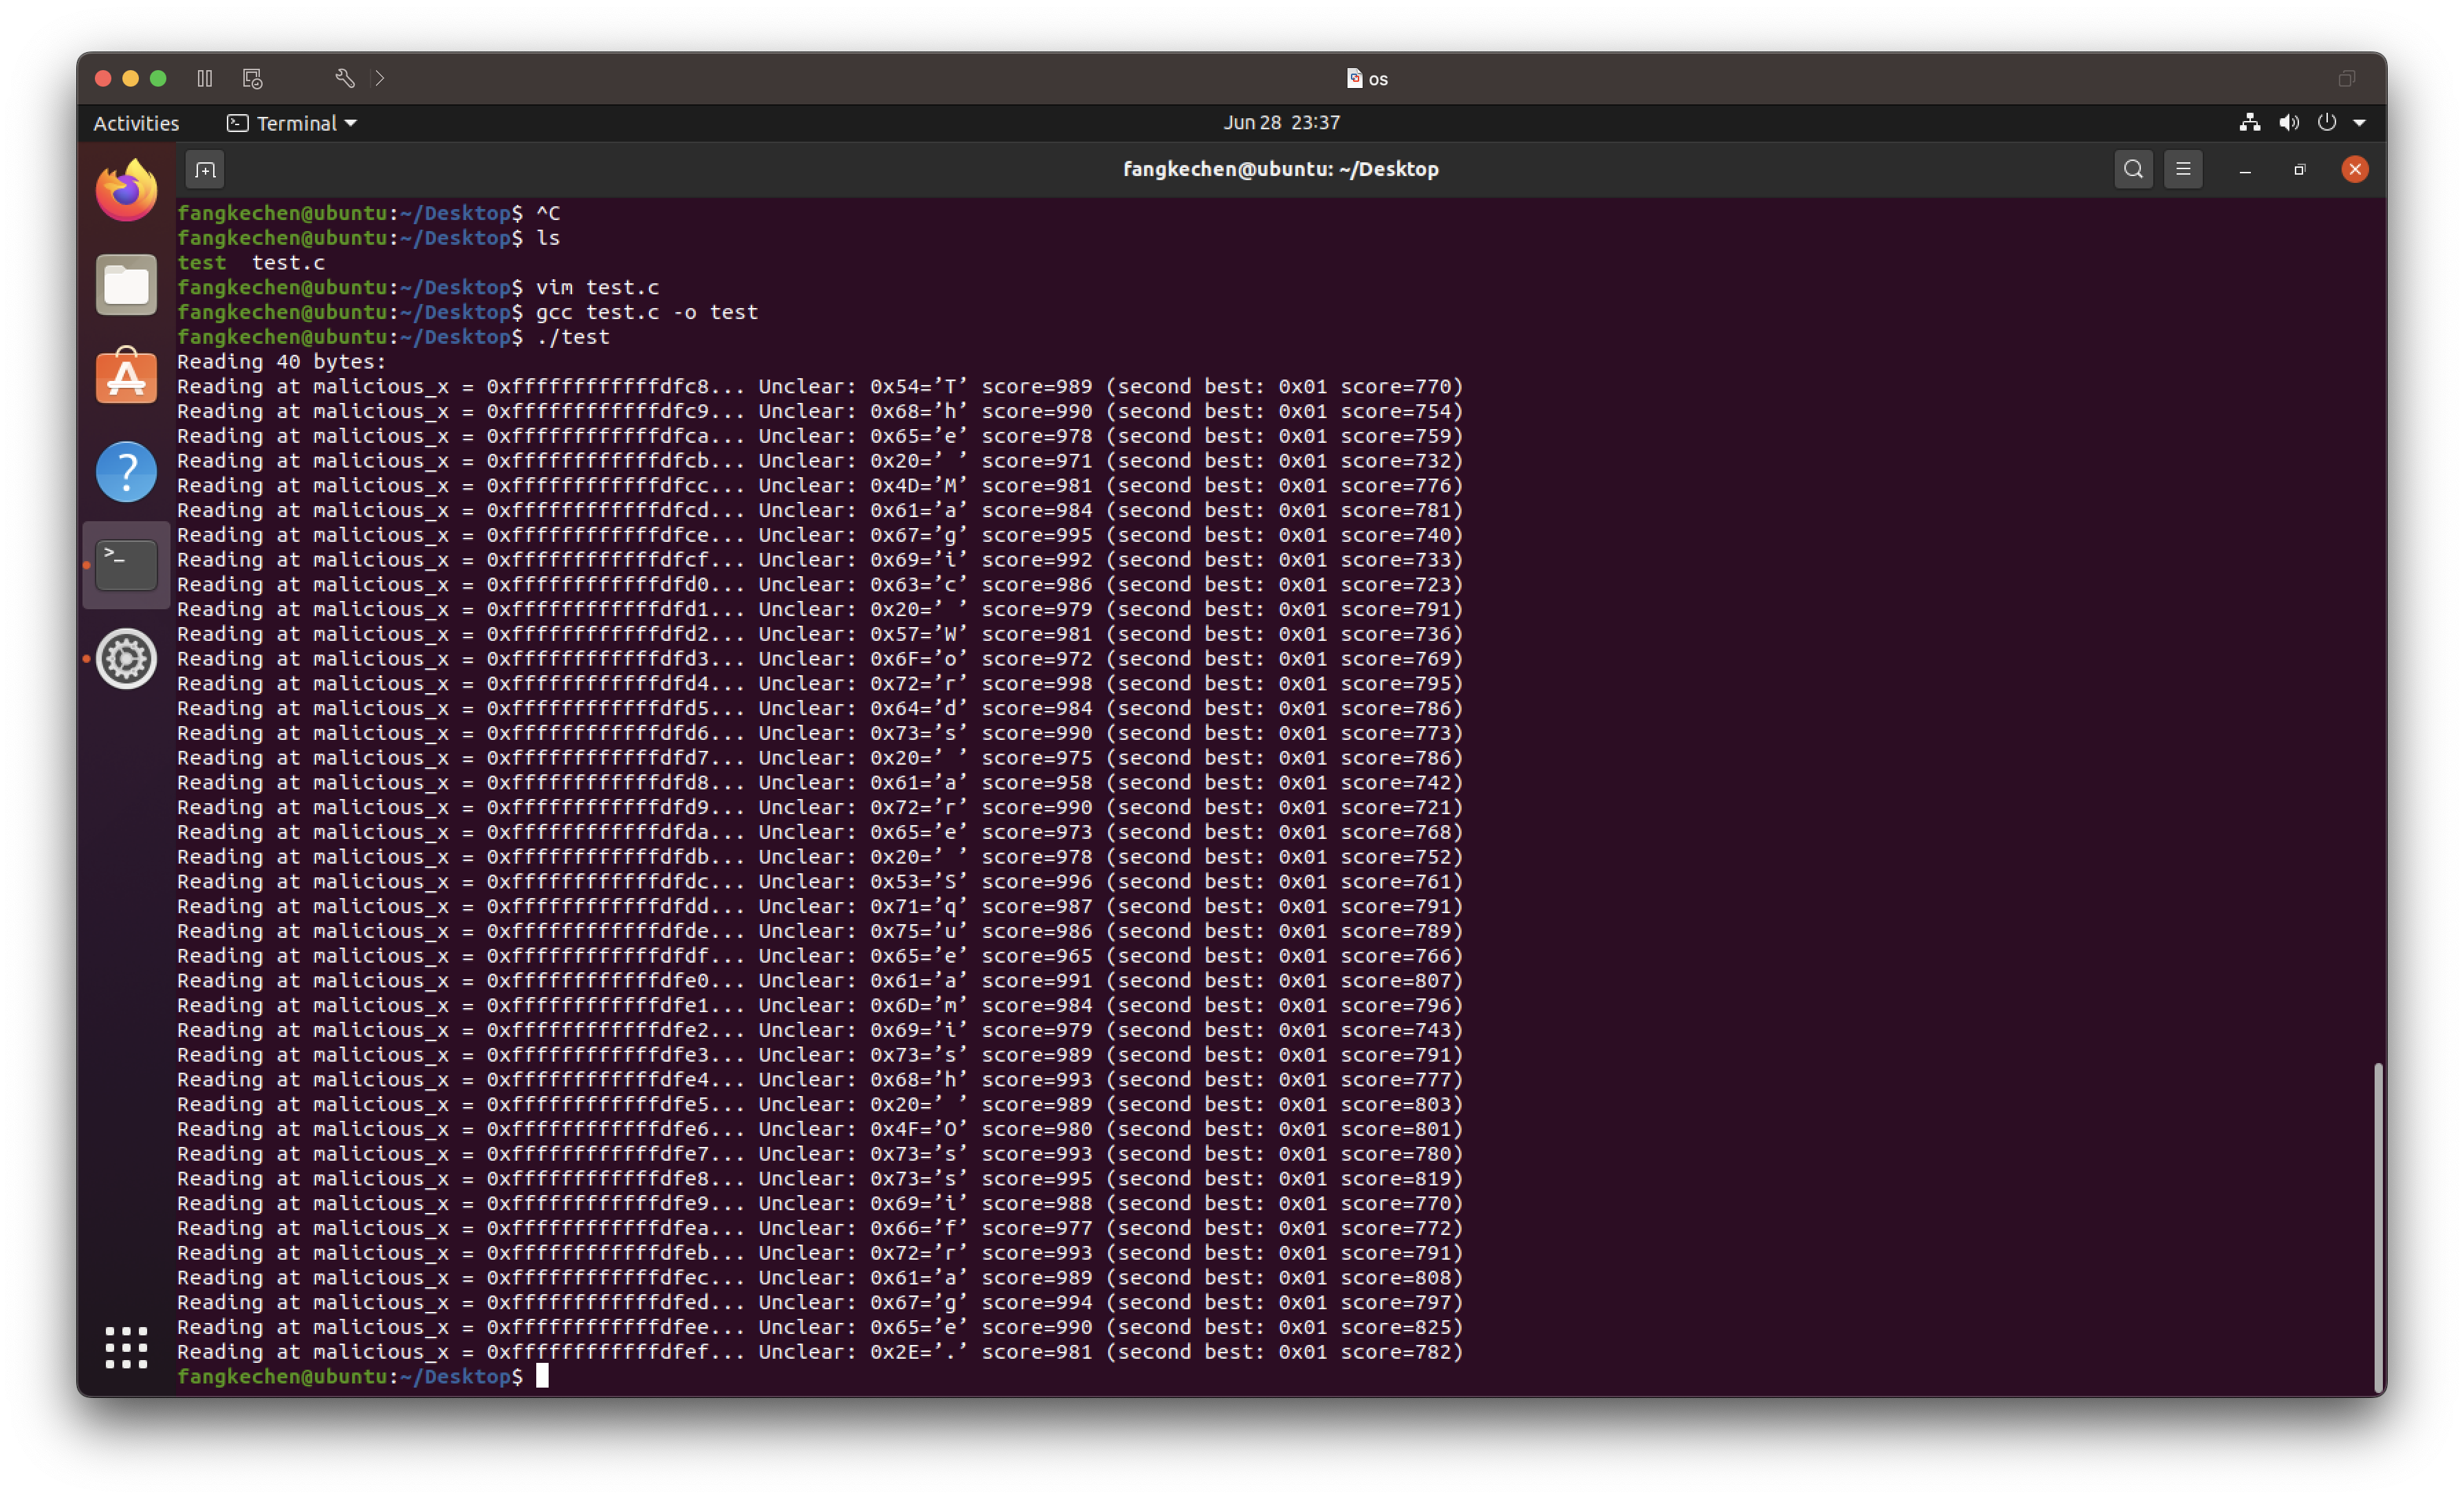 os
Activities Terminal Jun 28 23:37
fangkechen@ubuntu: ~/Desktop
fangkechen@ubuntu:~/Desktop$ ^C
fangkechen@ubuntu:~/Desktop$ ls
test test.c
fangkechen@ubuntu:~/Desktop$ vim test.c
fangkechen@ubuntu:~/Desktop$ gcc test.c -o test
fangkechen@ubuntu:~/Desktop$ ./test
Reading 40 bytes:
Reading at malicious_x = 0xffffffffffffdfc8... Unclear: 0x54=’T’ score=989 (second best: 0x01 score=770)
Reading at malicious_x = 0xffffffffffffdfc9... Unclear: 0x68=’h’ score=990 (second best: 0x01 score=754)
Reading at malicious_x = 0xffffffffffffdfca... Unclear: 0x65=’e’ score=978 (second best: 0x01 score=759)
Reading at malicious_x = 0xffffffffffffdfcb... Unclear: 0x20=’ ’ score=971 (second best: 0x01 score=732)
Reading at malicious_x = 0xffffffffffffdfcc... Unclear: 0x4D=’M’ score=981 (second best: 0x01 score=776)
Reading at malicious_x = 0xffffffffffffdfcd... Unclear: 0x61=’a’ score=984 (second best: 0x01 score=781)
Reading at malicious_x = 0xffffffffffffdfce... Unclear: 0x67=’g’ score=995 (second best: 0x01 score=740)
Reading at malicious_x = 0xffffffffffffdfcf... Unclear: 0x69=’i’ score=992 (second best: 0x01 score=733)
Reading at malicious_x = 0xffffffffffffdfd0... Unclear: 0x63=’c’ score=986 (second best: 0x01 score=723)
Reading at malicious_x = 0xffffffffffffdfd1... Unclear: 0x20=’ ’ score=979 (second best: 0x01 score=791)
Reading at malicious_x = 0xffffffffffffdfd2... Unclear: 0x57=’W’ score=981 (second best: 0x01 score=736)
Reading at malicious_x = 0xffffffffffffdfd3... Unclear: 0x6F=’o’ score=972 (second best: 0x01 score=769)
Reading at malicious_x = 0xffffffffffffdfd4... Unclear: 0x72=’r’ score=998 (second best: 0x01 score=795)
Reading at malicious_x = 0xffffffffffffdfd5... Unclear: 0x64=’d’ score=984 (second best: 0x01 score=786)
Reading at malicious_x = 0xffffffffffffdfd6... Unclear: 0x73=’s’ score=990 (second best: 0x01 score=773)
Reading at malicious_x = 0xffffffffffffdfd7... Unclear: 0x20=’ ’ score=975 (second best: 0x01 score=786)
Reading at malicious_x = 0xffffffffffffdfd8... Unclear: 0x61=’a’ score=958 (second best: 0x01 score=742)
Reading at malicious_x = 0xffffffffffffdfd9... Unclear: 0x72=’r’ score=990 (second best: 0x01 score=721)
Reading at malicious_x = 0xffffffffffffdfda... Unclear: 0x65=’e’ score=973 (second best: 0x01 score=768)
Reading at malicious_x = 0xffffffffffffdfdb... Unclear: 0x20=’ ’ score=978 (second best: 0x01 score=752)
Reading at malicious_x = 0xffffffffffffdfdc... Unclear: 0x53=’S’ score=996 (second best: 0x01 score=761)
Reading at malicious_x = 0xffffffffffffdfdd... Unclear: 0x71=’q’ score=987 (second best: 0x01 score=791)
Reading at malicious_x = 0xffffffffffffdfde... Unclear: 0x75=’u’ score=986 (second best: 0x01 score=789)
Reading at malicious_x = 0xffffffffffffdfdf... Unclear: 0x65=’e’ score=965 (second best: 0x01 score=766)
Reading at malicious_x = 0xffffffffffffdfe0... Unclear: 0x61=’a’ score=991 (second best: 0x01 score=807)
Reading at malicious_x = 0xffffffffffffdfe1... Unclear: 0x6D=’m’ score=984 (second best: 0x01 score=796)
Reading at malicious_x = 0xffffffffffffdfe2... Unclear: 0x69=’i’ score=979 (second best: 0x01 score=743)
Reading at malicious_x = 0xffffffffffffdfe3... Unclear: 0x73=’s’ score=989 (second best: 0x01 score=791)
Reading at malicious_x = 0xffffffffffffdfe4... Unclear: 0x68=’h’ score=993 (second best: 0x01 score=777)
Reading at malicious_x = 0xffffffffffffdfe5... Unclear: 0x20=’ ’ score=989 (second best: 0x01 score=803)
Reading at malicious_x = 0xffffffffffffdfe6... Unclear: 0x4F=’O’ score=980 (second best: 0x01 score=801)
Reading at malicious_x = 0xffffffffffffdfe7... Unclear: 0x73=’s’ score=993 (second best: 0x01 score=780)
Reading at malicious_x = 0xffffffffffffdfe8... Unclear: 0x73=’s’ score=995 (second best: 0x01 score=819)
Reading at malicious_x = 0xffffffffffffdfe9... Unclear: 0x69=’i’ score=988 (second best: 0x01 score=770)
Reading at malicious_x = 0xffffffffffffdfea... Unclear: 0x66=’f’ score=977 (second best: 0x01 score=772)
Reading at malicious_x = 0xffffffffffffdfeb... Unclear: 0x72=’r’ score=993 (second best: 0x01 score=791)
Reading at malicious_x = 0xffffffffffffdfec... Unclear: 0x61=’a’ score=989 (second best: 0x01 score=808)
Reading at malicious_x = 0xffffffffffffdfed... Unclear: 0x67=’g’ score=994 (second best: 0x01 score=797)
Reading at malicious_x = 0xffffffffffffdfee... Unclear: 0x65=’e’ score=990 (second best: 0x01 score=825)
Reading at malicious_x = 0xffffffffffffdfef... Unclear: 0x2E=’.’ score=981 (second best: 0x01 score=782)
fangkechen@ubuntu:~/Desktop$